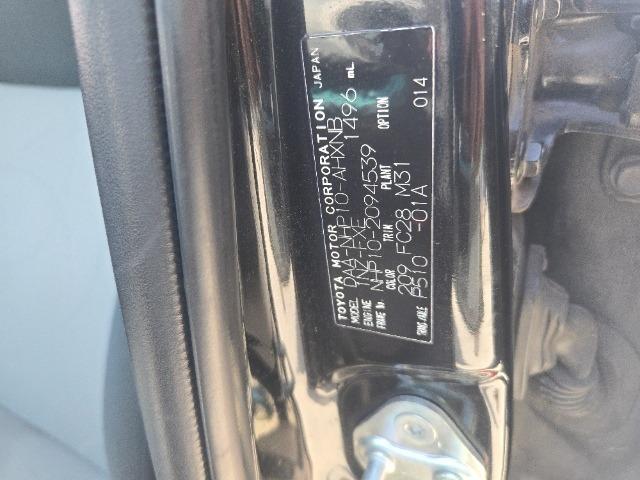 TOYOTA MOTOR CORPORATION JAPAN
MODEL DAA-NHP10-AHXNB
ENGINE 1NZ-FXE 1496 mL
FRAME No. NHP10-2094539
COLOR TRIM PLANT OPTION
209 FC28 M31 014
TRANS/AXLE P510 -01A